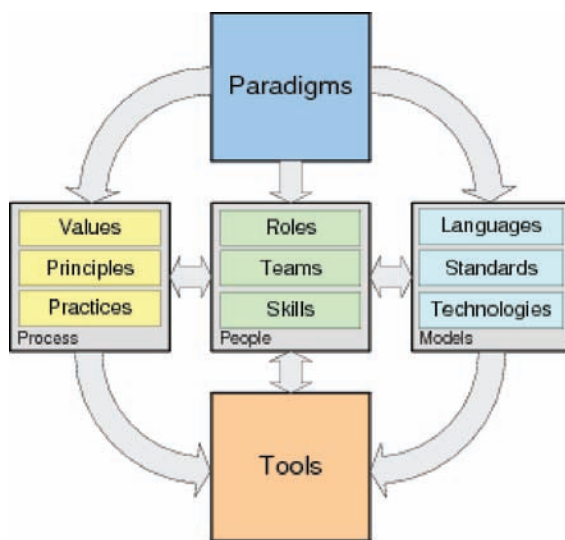 Paradigms
Values
Principles
Practices
Process
Roles
Teams
Skills
People
Languages
Standards
Technologies
Models
Tools